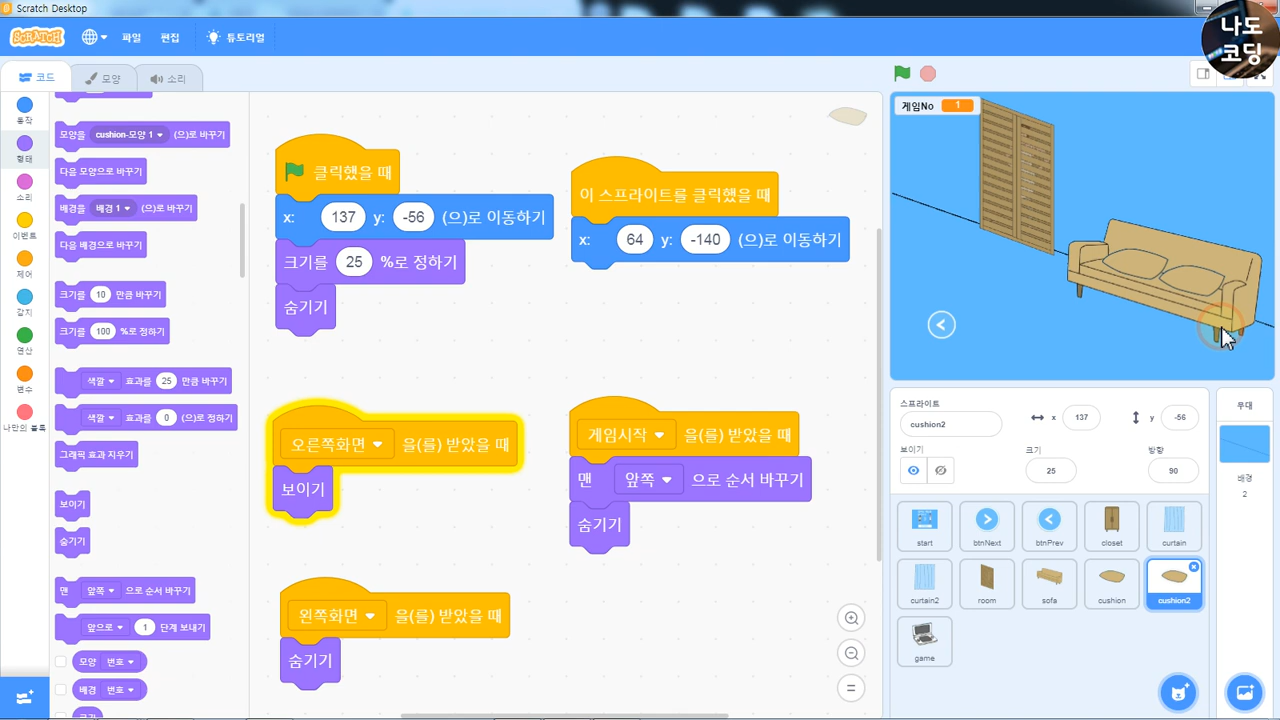 Scratch Desktop
SCRATCH
파일
편집
튜토리얼
나도
코딩
코드
모양
소리
동작
형태
소리
이벤트
제어
감지
연산
변수
나만의 블록
모양을 cushion-모양 1 (으)로 바꾸기
다음 모양으로 바꾸기
배경을 배경 1 (으)로 바꾸기
다음 배경으로 바꾸기
크기를 10 만큼 바꾸기
크기를 100 %로 정하기
색깔 효과를 25 만큼 바꾸기
색깔 효과를 0 (으)로 정하기
그래픽 효과 지우기
보이기
숨기기
맨 앞쪽 으로 순서 바꾸기
앞으로 1 단계 보내기
모양 번호
배경 번호
클릭했을 때
x: 137 y: -56 (으)로 이동하기
크기를 25 %로 정하기
숨기기
이 스프라이트를 클릭했을 때
x: 64 y: -140 (으)로 이동하기
오른쪽화면 을(를) 받았을 때
보이기
게임시작 을(를) 받았을 때
맨 앞쪽 으로 순서 바꾸기
숨기기
왼쪽화면 을(를) 받았을 때
숨기기
게임No 1
스프라이트
cushion2
x 137
y -56
보이기
크기
25
방향
90
start
btnNext
btnPrev
closet
curtain
curtain2
room
sofa
cushion
cushion2
game
무대
배경
2